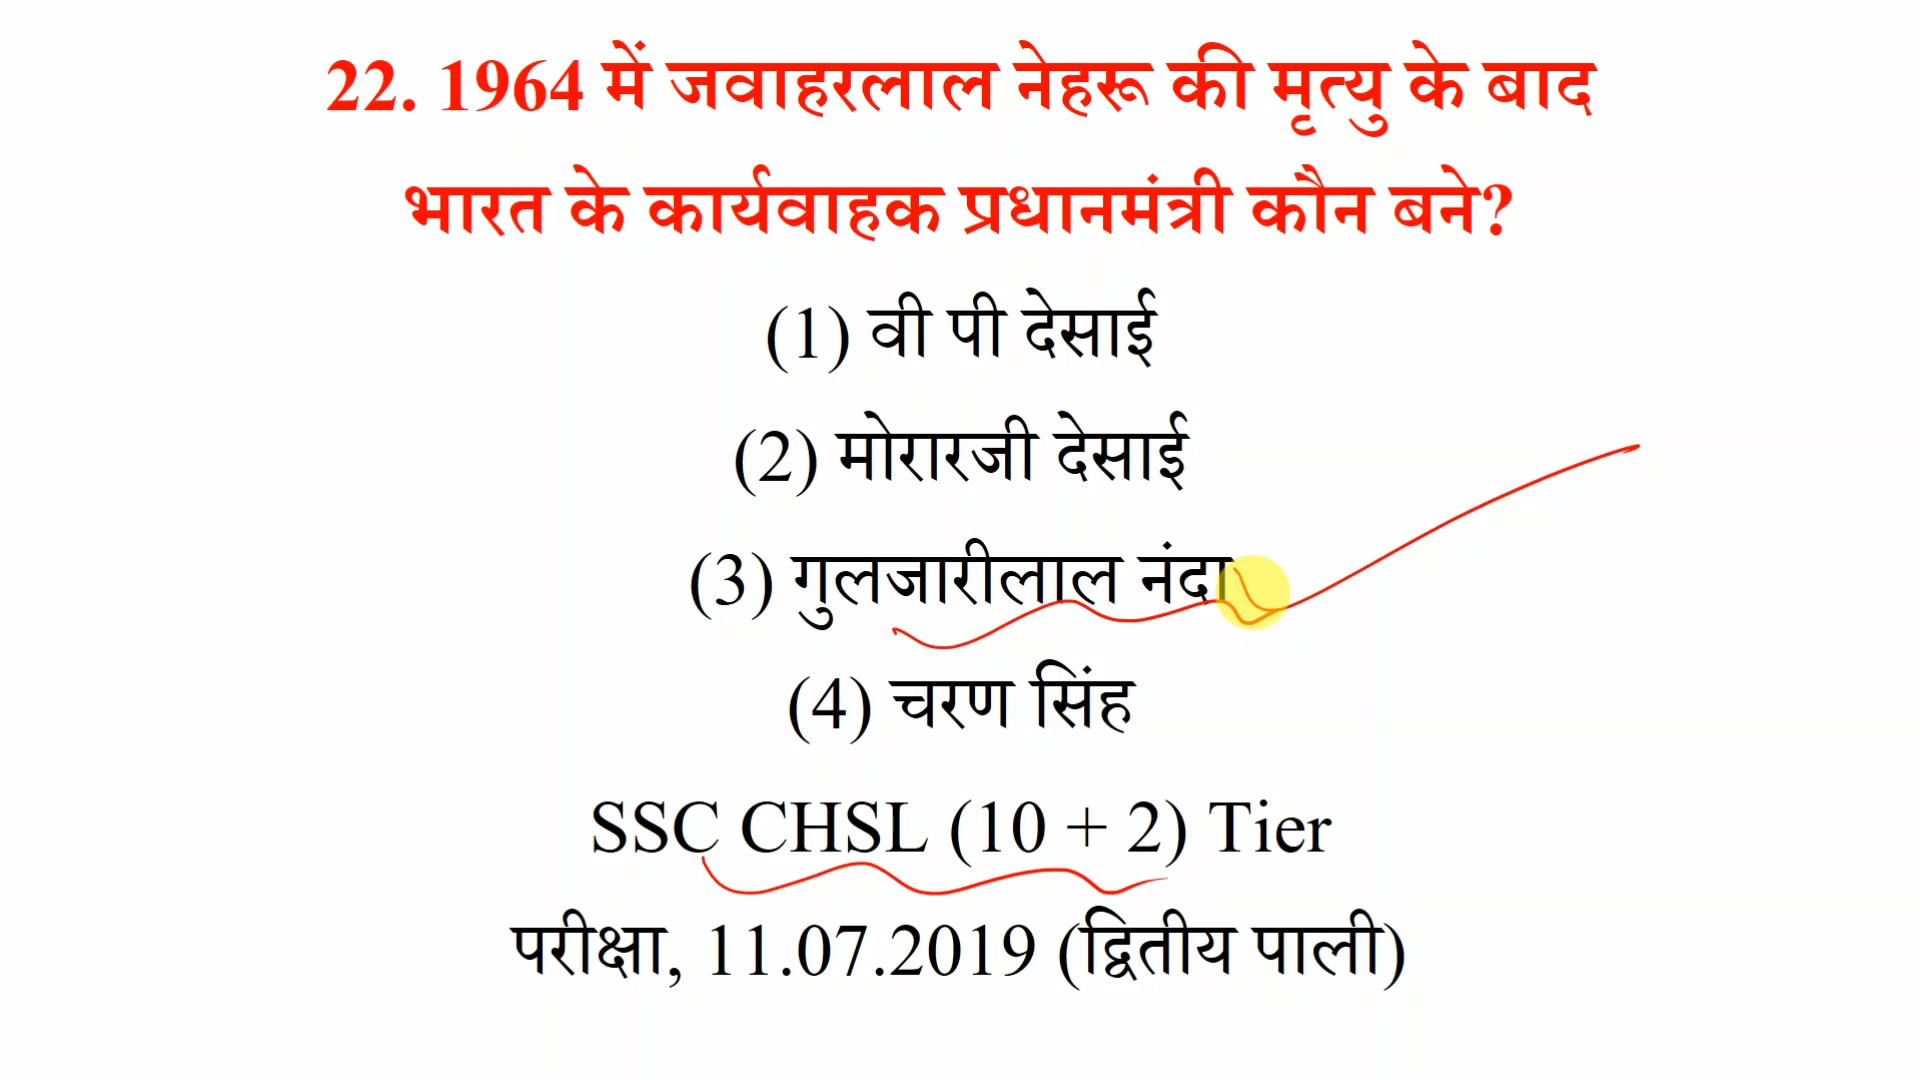 22. 1964 में जवाहरलाल नेहरू की मृत्यु के बाद
भारत के कार्यवाहक प्रधानमंत्री कौन बने?
(1) वी पी देसाई
(2) मोरारजी देसाई
(3) गुलजारीलाल नंदा
(4) चरण सिंह
SSC CHSL (10 + 2) Tier
परीक्षा, 11.07.2019 (द्वितीय पाली)